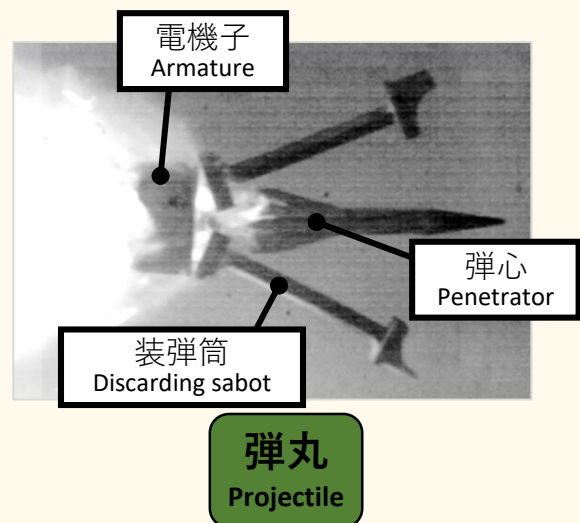 電機子
Armature
弾心
Penetrator
装弾筒
Discarding sabot
弾丸
Projectile